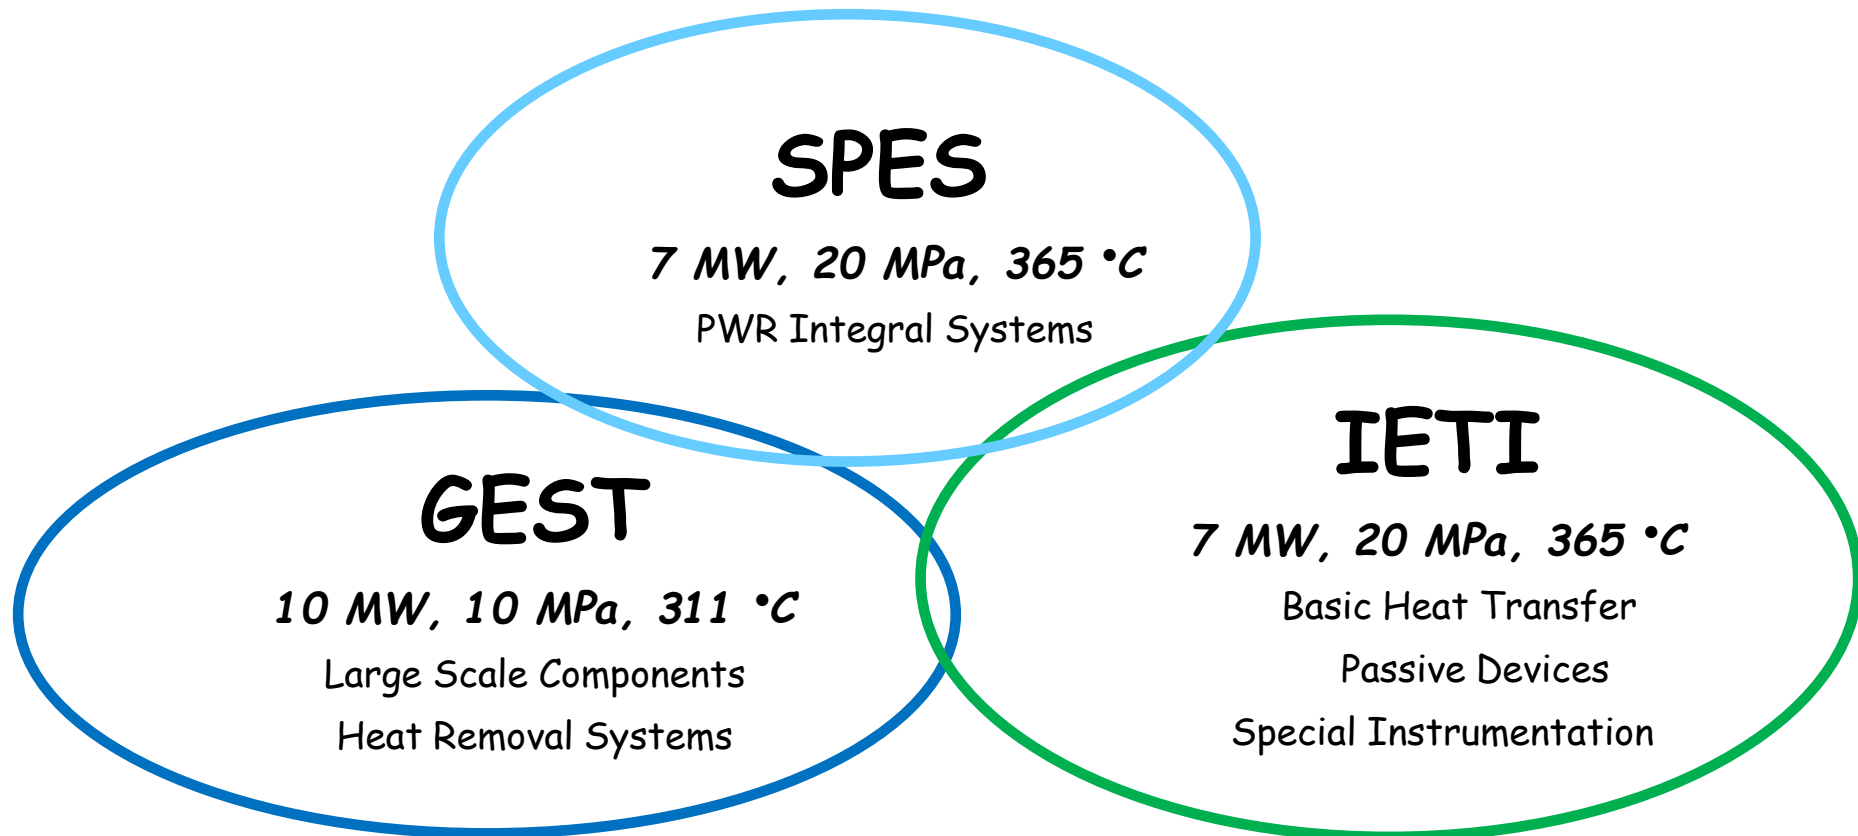 SPES
7 MW, 20 MPa, 365 •C
PWR Integral Systems
GEST
10 MW, 10 MPa, 311 •C
Large Scale Components
Heat Removal Systems
IETI
7 MW, 20 MPa, 365 •C
Basic Heat Transfer
Passive Devices
Special Instrumentation